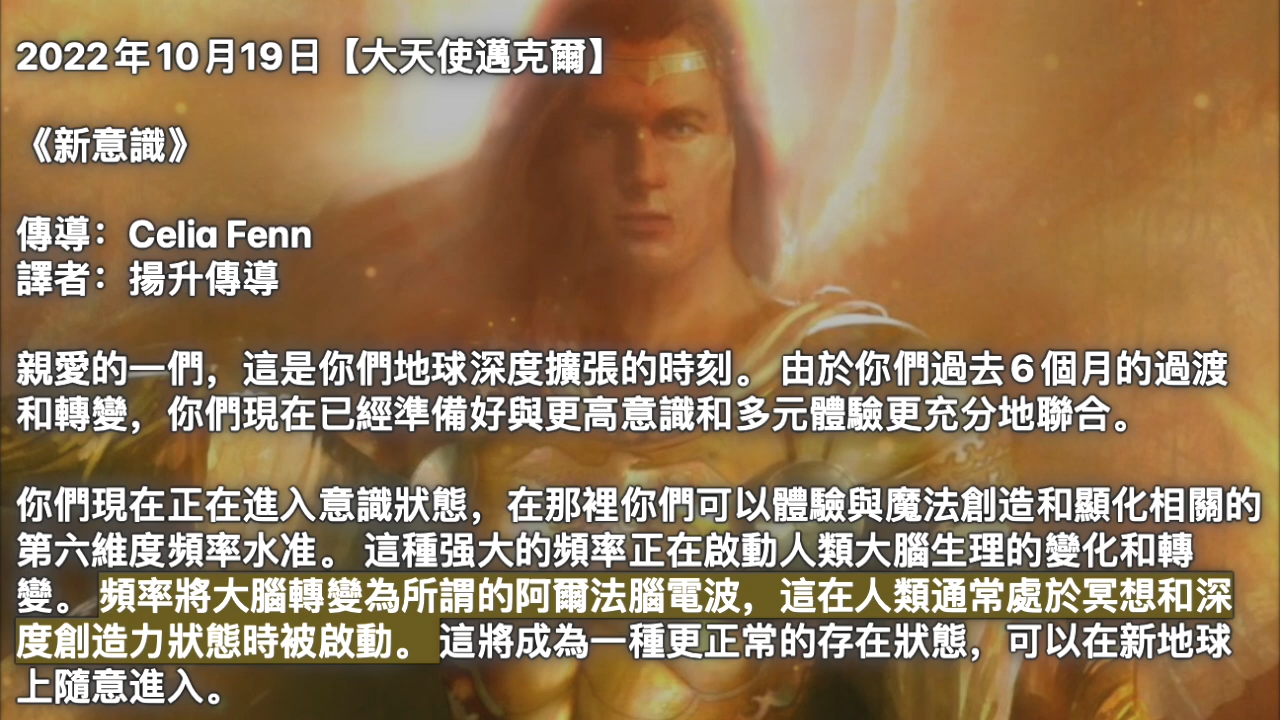 2022年10月19日【大天使邁克爾】
《新意識》
傳導：Celia Fenn
譯者：揚升傳導
親愛的一們，這是你們地球深度擴張的時刻。 由於你們過去6個月的過渡
和轉變，你們現在已經準備好與更高意識和多元體驗更充分地聯合。
你們現在正在進入意識狀態，在那裡你們可以體驗與魔法創造和顯化相關的
第六維度頻率水准。 這種强大的頻率正在啟動人類大腦生理的變化和轉
變。 頻率將大腦轉變為所謂的阿爾法腦電波，這在人類通常處於冥想和深
度創造力狀態時被啟動。 這將成為一種更正常的存在狀態，可以在新地球
上隨意進入。